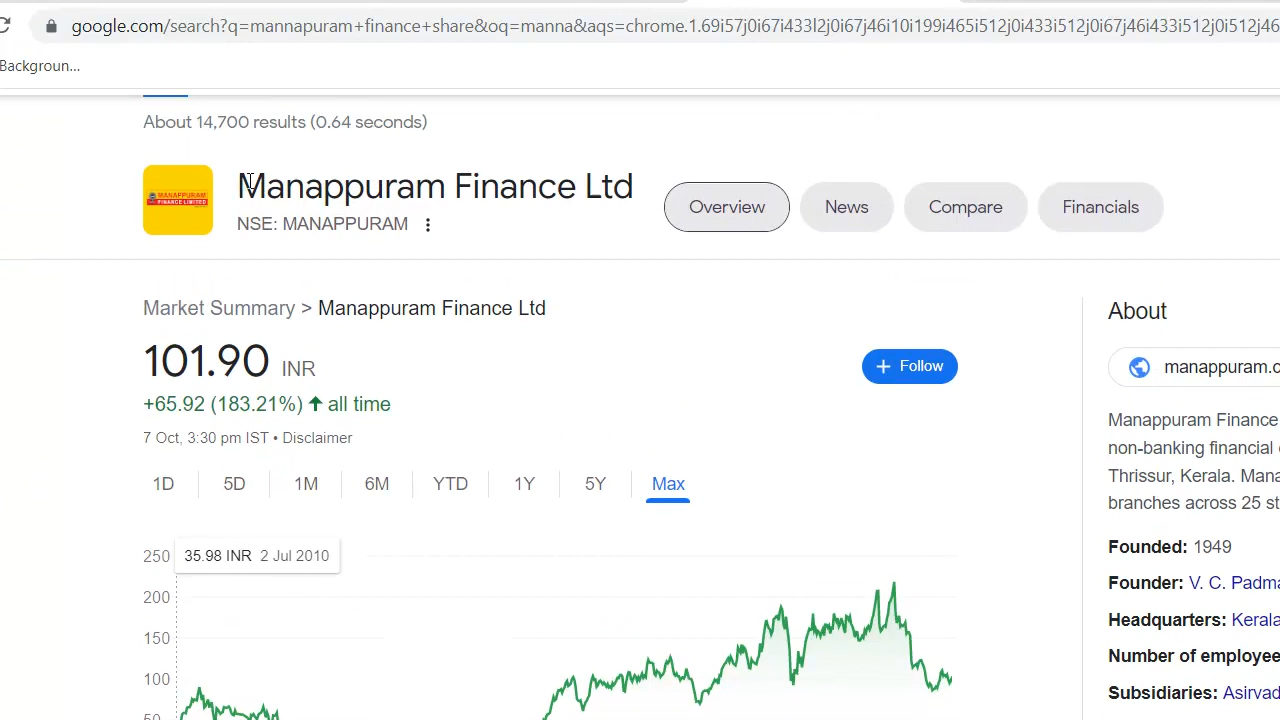 google.com/search?q=mannapuram+finance+share&oq=manna&aqs=chrome.1.69i57j0i67i433l2j0i67j46i10i199i465i512j0i433i512j0i67j46i433i512j0i512j46
Backgroun...
About 14,700 results (0.64 seconds)
MANAPPURAM
FINANCE LIMITED
Manappuram Finance Ltd
NSE: MANAPPURAM
Overview
News
Compare
Financials
Market Summary > Manappuram Finance Ltd
101.90 INR
+65.92 (183.21%) all time
7 Oct, 3:30 pm IST • Disclaimer
+ Follow
1D 5D 1M 6M YTD 1Y 5Y Max
35.98 INR 2 Jul 2010
250
200
150
100
50
About
manappuram.c
Manappuram Finance
non-banking financial
Thrissur, Kerala. Mana
branches across 25 st
Founded: 1949
Founder: V. C. Padma
Headquarters: Kerala
Number of employee
Subsidiaries: Asirvad